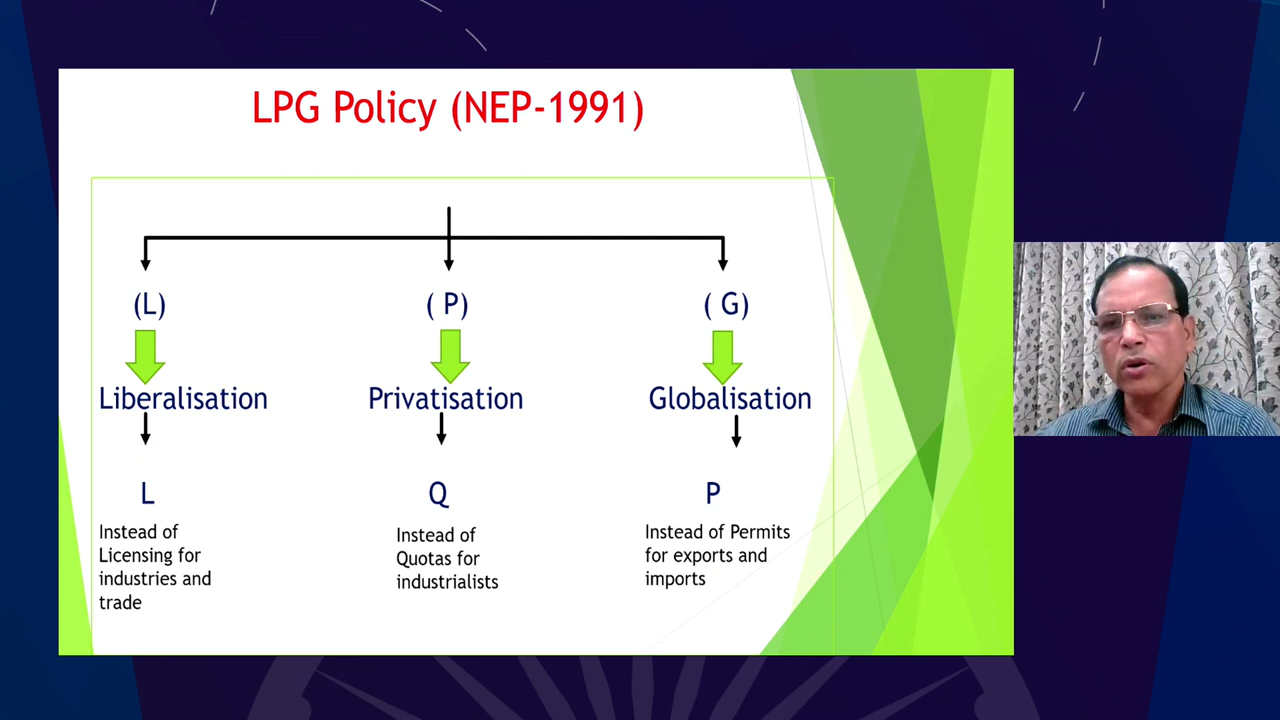 LPG Policy (NEP-1991)
(L)
( P)
( G)
Liberalisation
Privatisation
Globalisation
L
Q
P
Instead of
Licensing for
industries and
trade
Instead of
Quotas for
industrialists
Instead of Permits
for exports and
imports